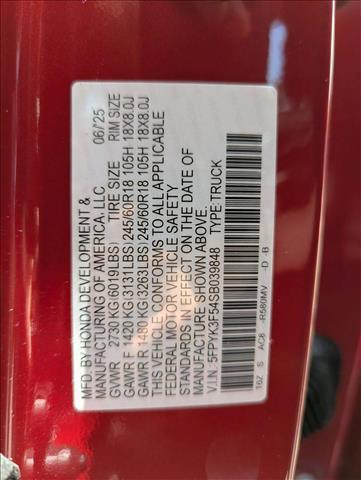 MFD. BY HONDA DEVELOPMENT & 06/25
MANUFACTURING OF AMERICA, LLC
GVWR 2730 KG(6019LBS) TIRE SIZE RIM SIZE
GAWR F 1420 KG(3131LBS)245/60R18 105H 18X8.0J
GAWR R 1480 KG(3263LBS)245/60R18 105H 18X8.0J
THIS VEHICLE CONFORMS TO ALL APPLICABLE
FEDERAL MOTOR VEHICLE SAFETY
STANDARDS IN EFFECT ON THE DATE OF
MANUFACTURE SHOWN ABOVE.
V.I.N.: 5FPYK3F54SB039848 TYPE:TRUCK
16Z S AC8 -R580MV -D -B